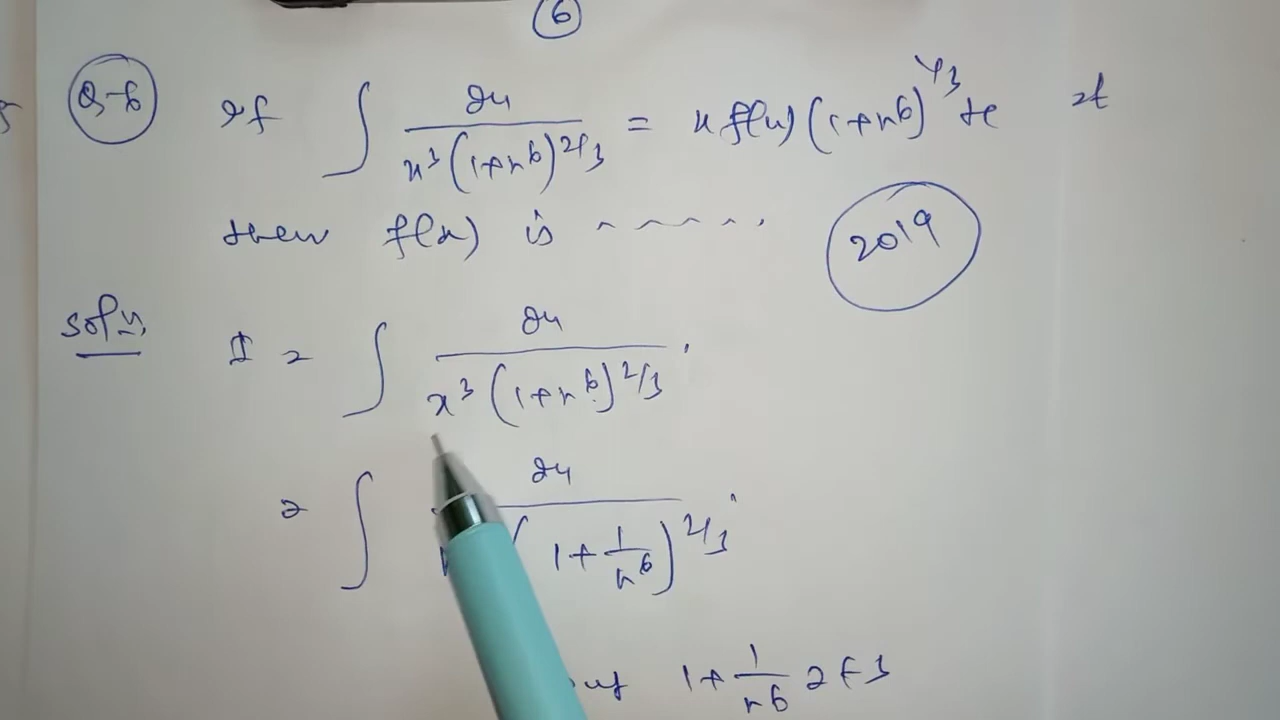 6
Q-6 If ∫ dx / x³(1+x⁶)^2/3 = x f(x) (1+x⁶)^1/3 + c
then f(x) is ----- 2019
Solⁿ, I = ∫ dx / x³(1+x⁶)^2/3 .
= ∫ dx / (1+1/x⁶)^2/3 .
1+1/x⁶ = t³